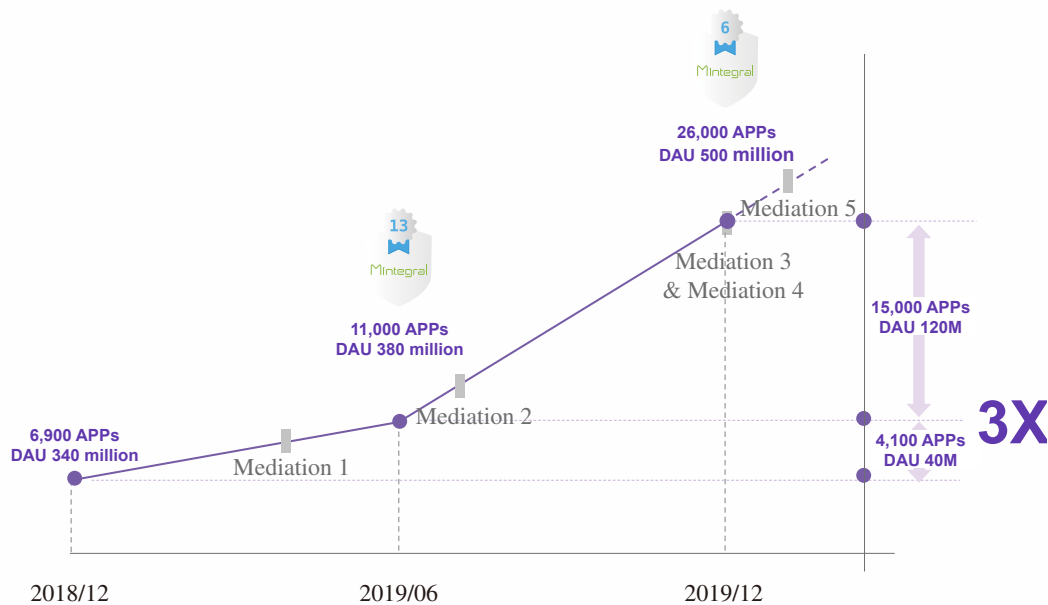 6
Mintegral
26,000 APPs
DAU 500 million
Mediation 5
13
Mintegral
Mediation 3
& Mediation 4
15,000 APPs
DAU 120M
11,000 APPs
DAU 380 million
Mediation 2
3X
6,900 APPs
DAU 340 million
Mediation 1
4,100 APPs
DAU 40M
2018/12
2019/06
2019/12